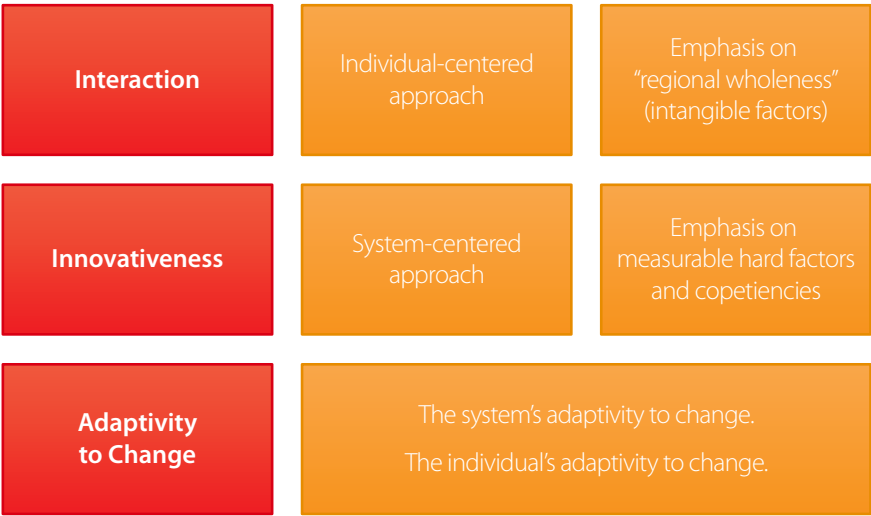 Interaction
Individual-centered
approach
Emphasis on
“regional wholeness”
(intangible factors)
Innovativeness
System-centered
approach
Emphasis on
measurable hard factors
and copetiencies
Adaptivity
to Change
The system’s adaptivity to change.
The individual’s adaptivity to change.